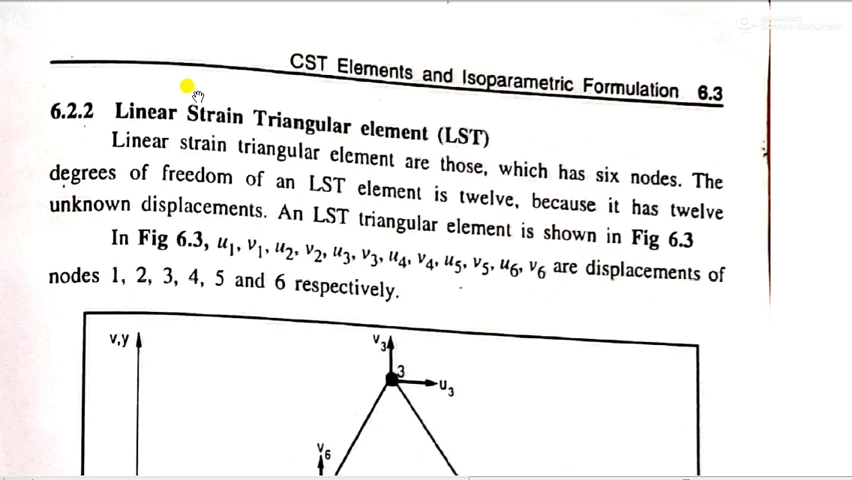 CST Elements and Isoparametric Formulation 6.3
6.2.2 Linear Strain Triangular element (LST)
Linear strain triangular element are those, which has six nodes. The
degrees of freedom of an LST element is twelve, because it has twelve
unknown displacements. An LST triangular element is shown in Fig 6.3
In Fig 6.3, u₁, v₁, u₂, v₂, u₃, v₃, u₄, v₄, u₅, v₅, u₆, v₆ are displacements of
nodes 1, 2, 3, 4, 5 and 6 respectively.
v,y
v₃
3
u₃
v₆